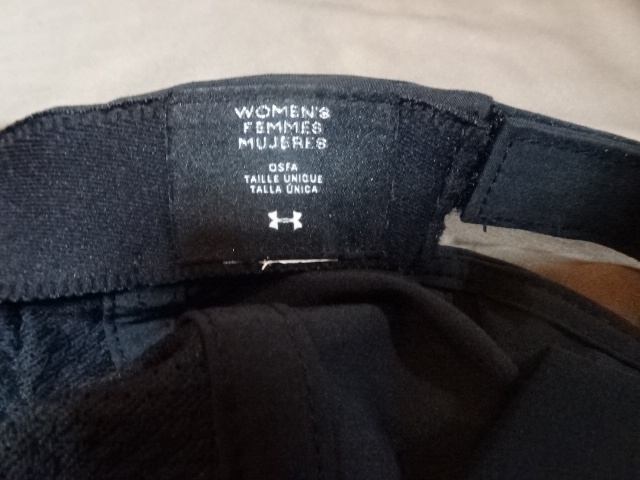 WOMEN'S
FEMMES
MUJERES
OSFA
TAILLE UNIQUE
TALLA ÚNICA